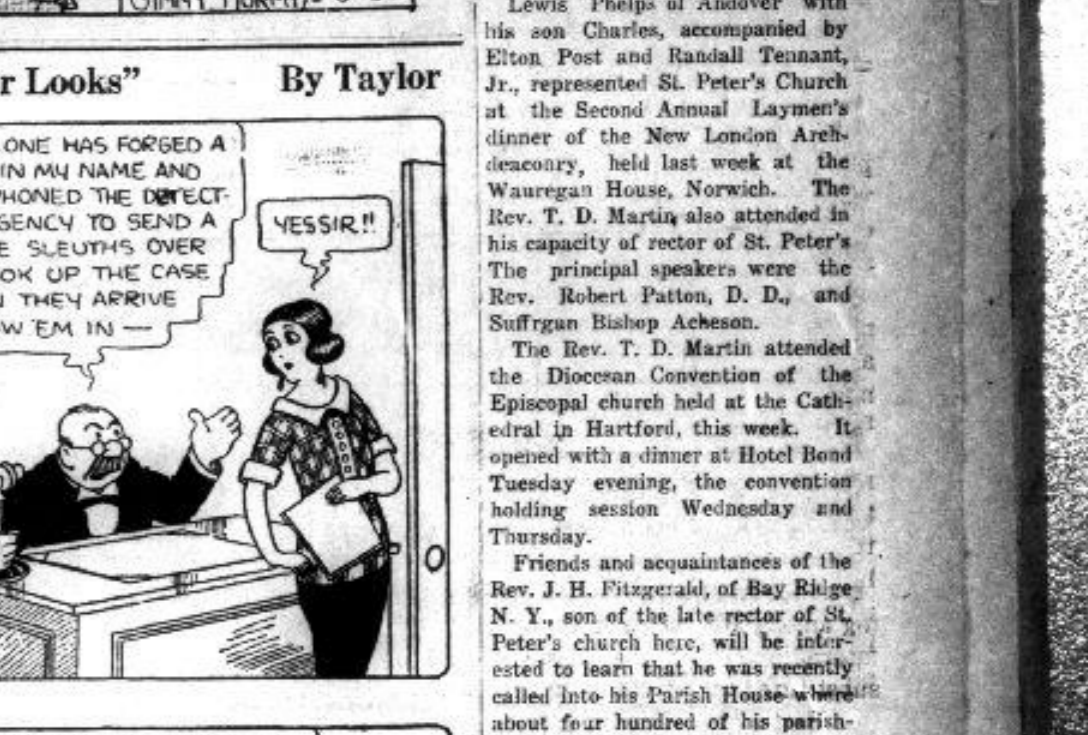 r Looks” By Taylor
ONE HAS FORGED A
IN MY NAME AND
HONED THE DETECT-
GENCY TO SEND A
E SLEUTHS OVER
OK UP THE CASE
THEY ARRIVE
W 'EM IN —
YESSIR!!
Lewis Phelps of Andover with
his son Charles, accompanied by
Elton Post and Randall Tennant,
Jr., represented St. Peter's Church
at the Second Annual Laymen's
dinner of the New London Arch-
deaconry, held last week at the
Wauregan House, Norwich. The
Rev. T. D. Martin also attended in
his capacity of rector of St. Peter's
The principal speakers were the
Rev. Robert Patton, D. D., and
Suffrgan Bishop Acheson.
The Rev. T. D. Martin attended
the Diocesan Convention of the
Episcopal church held at the Cath-
edral in Hartford, this week. It
opened with a dinner at Hotel Bond
Tuesday evening, the convention
holding session Wednesday and
Thursday.
Friends and acquaintances of the
Rev. J. H. Fitzgerald, of Bay Ridge
N. Y., son of the late rector of St.
Peter's church here, will be inter-
ested to learn that he was recently
called into his Parish House where
about four hundred of his parish-